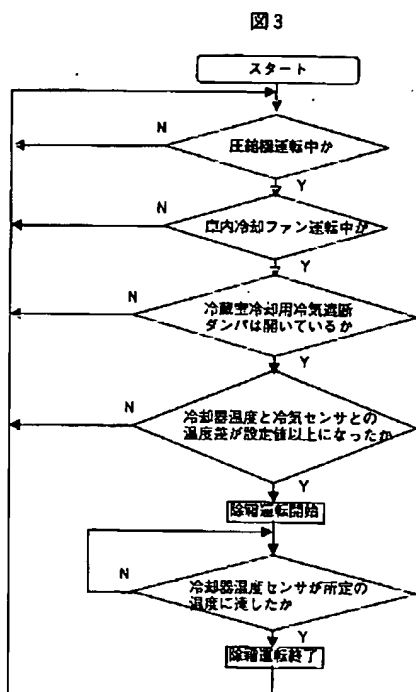 図3
スタート
N
圧縮機運転中か
Y
N
庫内冷却ファン運転中か
Y
N
冷蔵室冷却用冷気遮断
ダンパは開いているか
Y
N
冷却器温度と冷気センサとの
温度差が設定値以上になったか
Y
除霜運転開始
N
冷却器温度センサが所定の
温度に達したか
Y
除霜運転終了